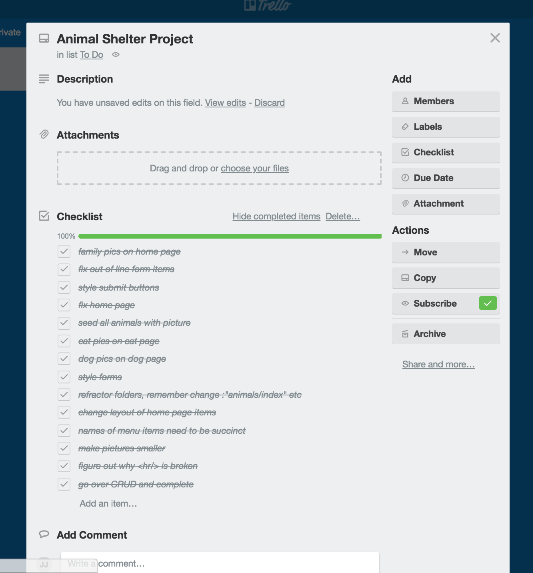 Trello
rivate
Animal Shelter Project
in list To Do
Description
You have unsaved edits on this field. View edits - Discard
Attachments
Drag and drop or choose your files
Checklist
Hide completed items Delete…
100%
family pics on home page
fix out of line form items
style submit buttons
fix home page
seed all animals with picture
cat pics on cat page
dog pics on dog page
style forms
refractor folders, remember change :"animals/index" etc
change layout of home page items
names of menu items need to be succinct
make pictures smaller
figure out why <hr/> is broken
go over CRUD and complete
Add an item…
Add Comment
JJ
Write a comment…
Add
Members
Labels
Checklist
Due Date
Attachment
Actions
Move
Copy
Subscribe
Archive
Share and more…